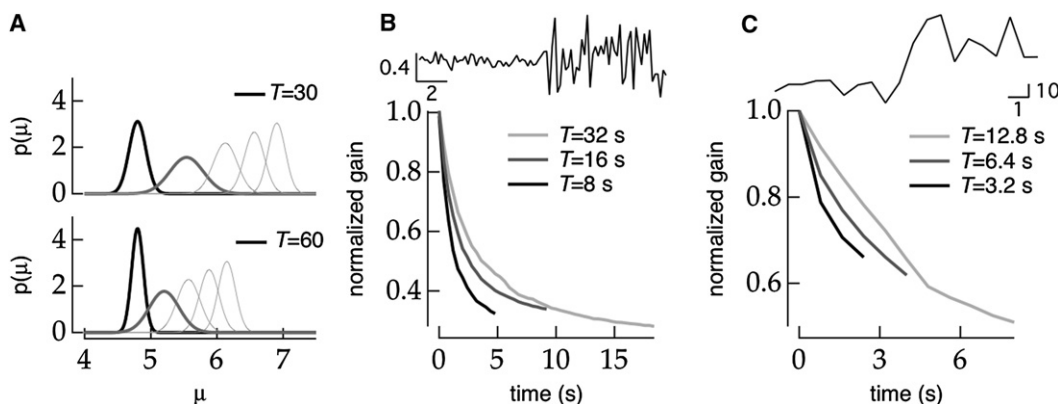 A
4
2
0
p(μ)
T=30
4
2
0
p(μ)
T=60
4 5 6 7
μ
B
0.4
2
1.0
0.8
0.6
0.4
normalized gain
T=32 s
T=16 s
T=8 s
0 5 10 15
time (s)
C
10
1
1.0
0.8
0.6
normalized gain
T=12.8 s
T=6.4 s
T=3.2 s
0 3 6
time (s)